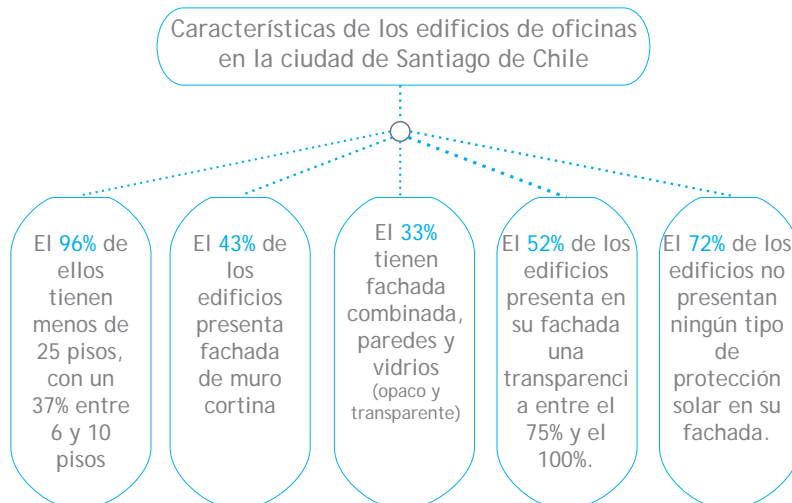 Características de los edificios de oficinas
en la ciudad de Santiago de Chile
El 96% de
ellos
tienen
menos de
25 pisos,
con un
37% entre
6 y 10
pisos
El 43% de
los
edificios
presenta
fachada
de muro
cortina
El 33%
tienen
fachada
combinada,
paredes y
vidrios
(opaco y
transparente)
El 52% de los
edificios
presenta en
su fachada
una
transparenci
a entre el
75% y el
100%.
El 72% de los
edificios no
presentan
ningún tipo
de
protección
solar en su
fachada.